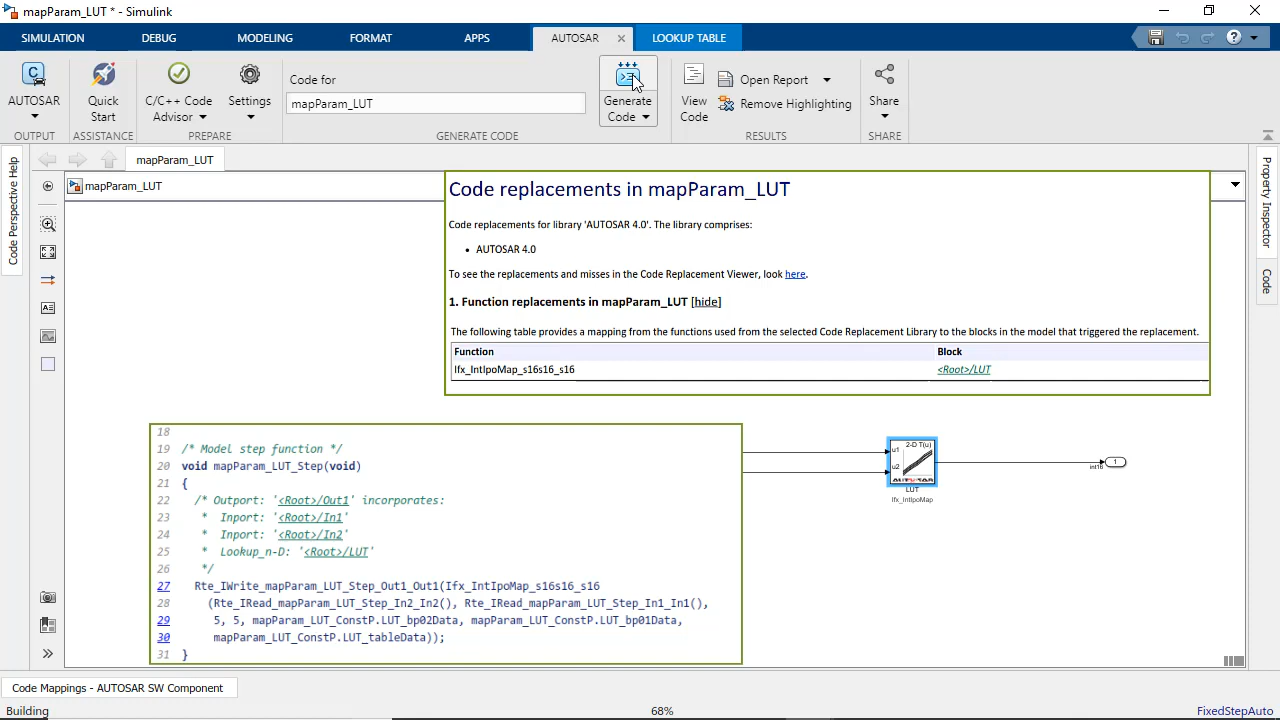 mapParam_LUT * - Simulink
SIMULATION DEBUG MODELING FORMAT APPS AUTOSAR LOOKUP TABLE
AUTOSAR
Quick
Start
C/C++ Code
Advisor
Settings
Code for
mapParam_LUT
Generate
Code
View
Code
Open Report
Remove Highlighting
Share
OUTPUT ASSISTANCE PREPARE GENERATE CODE RESULTS SHARE
Code Perspective Help
mapParam_LUT
mapParam_LUT
Property Inspector
Code
Code replacements in mapParam_LUT
Code replacements for library 'AUTOSAR 4.0'. The library comprises:
• AUTOSAR 4.0
To see the replacements and misses in the Code Replacement Viewer, look here.
1. Function replacements in mapParam_LUT [hide]
The following table provides a mapping from the functions used from the selected Code Replacement Library to the blocks in the model that triggered the replacement.
Function Block
Ifx_IntIpoMap_s16s16_s16 <Root>/LUT
18
19 /* Model step function */
20 void mapParam_LUT_Step(void)
21 {
22 /* Outport: '<Root>/Out1' incorporates:
23 * Inport: '<Root>/In1'
24 * Inport: '<Root>/In2'
25 * Lookup_n-D: '<Root>/LUT'
26 */
27 Rte_IWrite_mapParam_LUT_Step_Out1_Out1(Ifx_IntIpoMap_s16s16_s16
28 (Rte_IRead_mapParam_LUT_Step_In2_In2(), Rte_IRead_mapParam_LUT_Step_In1_In1(),
29 5, 5, mapParam_LUT_ConstP.LUT_bp02Data, mapParam_LUT_ConstP.LUT_bp01Data,
30 mapParam_LUT_ConstP.LUT_tableData));
31 }
2-D T(u)
u1
u2
AUTOSAR
LUT
Ifx_IntIpoMap
1
int16
Code Mappings - AUTOSAR SW Component
Building 68% FixedStepAuto